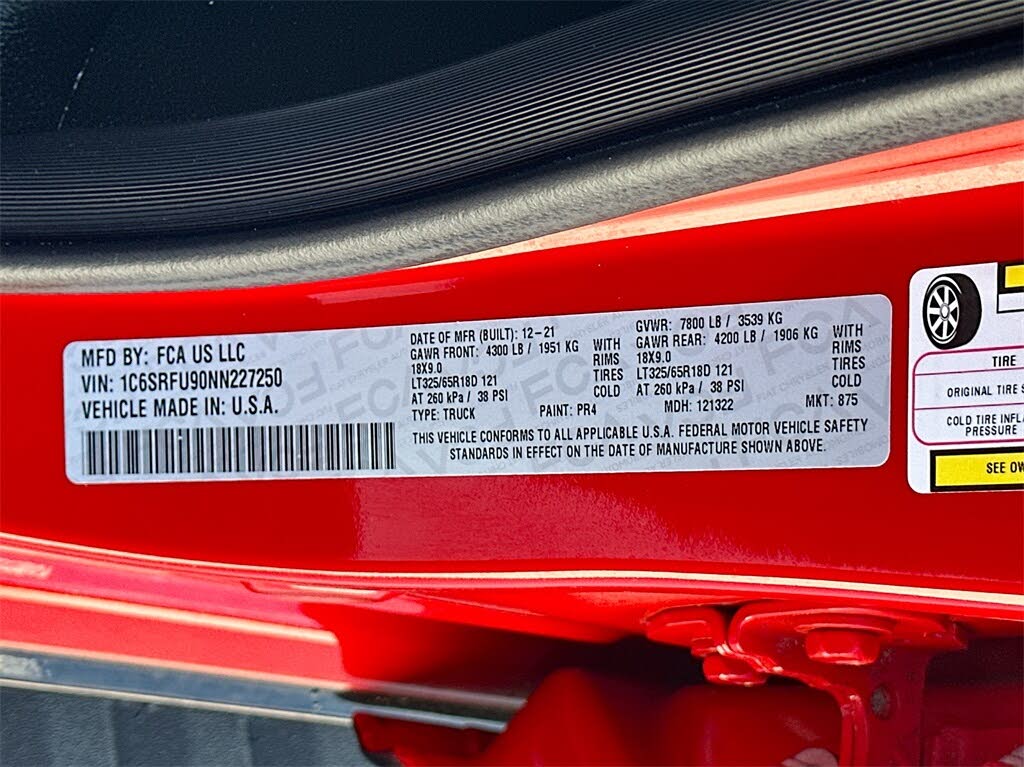 MFD BY: FCA US LLC
VIN: 1C6SRFU90NN227250
VEHICLE MADE IN: U.S.A.
DATE OF MFR (BUILT): 12-21
GAWR FRONT: 4300 LB / 1951 KG
18X9.0
LT325/65R18D 121
AT 260 kPa / 38 PSI
TYPE: TRUCK
WITH
RIMS
TIRES
COLD
PAINT: PR4
GVWR: 7800 LB / 3539 KG
GAWR REAR: 4200 LB / 1906 KG
18X9.0
LT325/65R18D 121
AT 260 kPa / 38 PSI
MDH: 121322
WITH
RIMS
TIRES
COLD
MKT: 875
THIS VEHICLE CONFORMS TO ALL APPLICABLE U.S.A. FEDERAL MOTOR VEHICLE SAFETY
STANDARDS IN EFFECT ON THE DATE OF MANUFACTURE SHOWN ABOVE.
TIRE
ORIGINAL TIRE
COLD TIRE
PRESSURE
SEE